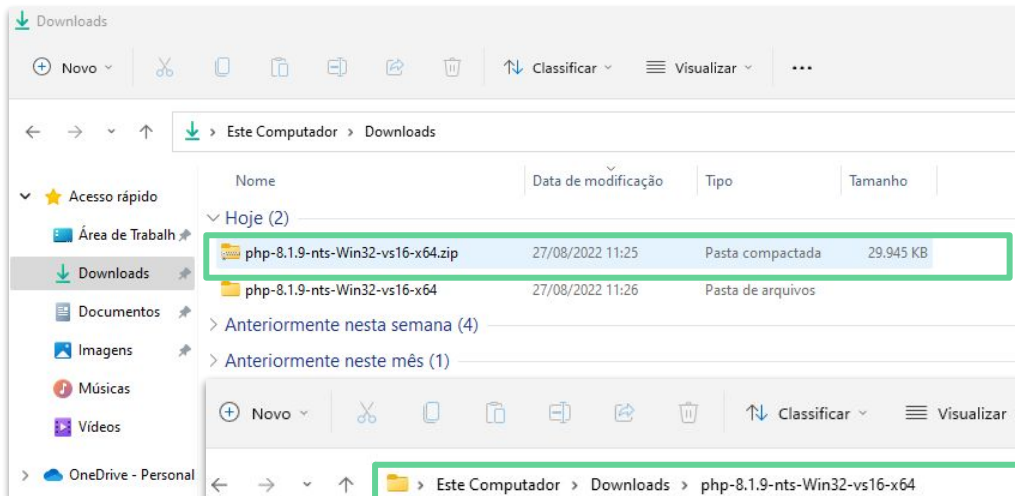 Downloads
Novo
Classificar
Visualizar
...
Este Computador > Downloads
Nome Data de modificação Tipo Tamanho
Acesso rápido
Hoje (2)
Área de Trabalh
php-8.1.9-nts-Win32-vs16-x64.zip 27/08/2022 11:25 Pasta compactada 29.945 KB
Downloads
php-8.1.9-nts-Win32-vs16-x64 27/08/2022 11:26 Pasta de arquivos
Documentos
Anteriormente nesta semana (4)
Imagens
Anteriormente neste mês (1)
Músicas
Vídeos
OneDrive - Personal
Novo
Classificar
Visualizar
Este Computador > Downloads > php-8.1.9-nts-Win32-vs16-x64